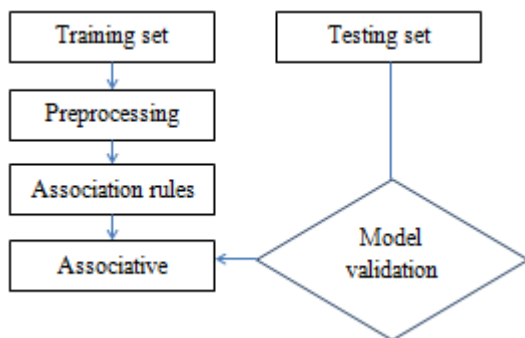 Training set
Testing set
Preprocessing
Association rules
Associative
Model
validation